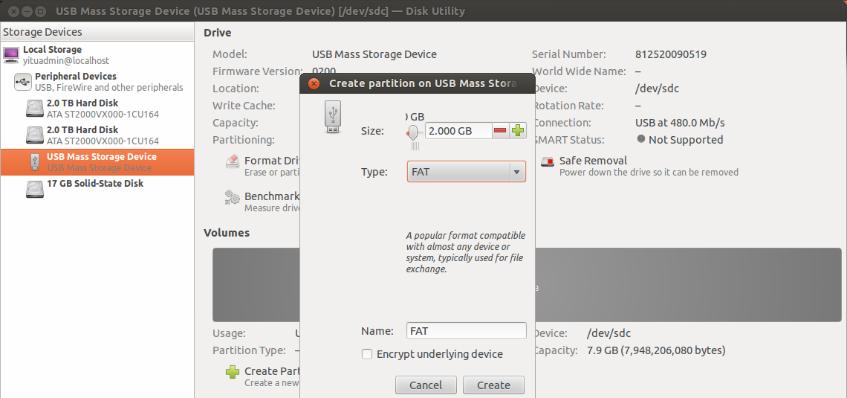 USB Mass Storage Device (USB Mass Storage Device) [/dev/sdc] — Disk Utility
Storage Devices
Local Storage
yituadmin@localhost
Peripheral Devices
USB, FireWire and other peripherals
2.0 TB Hard Disk
ATA ST2000VX000-1CU164
2.0 TB Hard Disk
ATA ST2000VX000-1CU164
USB Mass Storage Device
USB Mass Storage Device
17 GB Solid-State Disk
Drive
Model: USB Mass Storage Device
Serial Number: 812520090519
Firmware Version: 0200
World Wide Name: –
Location:
Device: /dev/sdc
Write Cache:
Rotation Rate: –
Capacity:
Connection: USB at 480.0 Mb/s
Partitioning:
SMART Status: Not Supported
Format Dri
Erase or parti
Safe Removal
Power down the drive so it can be removed
Benchmark
Measure drive
Volumes
Usage: U
Device: /dev/sdc
Partition Type: –
Capacity: 7.9 GB (7,948,206,080 bytes)
Create Part
Create a new
Create partition on USB Mass Stora
GB
Size: 2.000 GB
Type: FAT
A popular format compatible
with almost any device or
system, typically used for file
exchange.
Name: FAT
Encrypt underlying device
Cancel Create